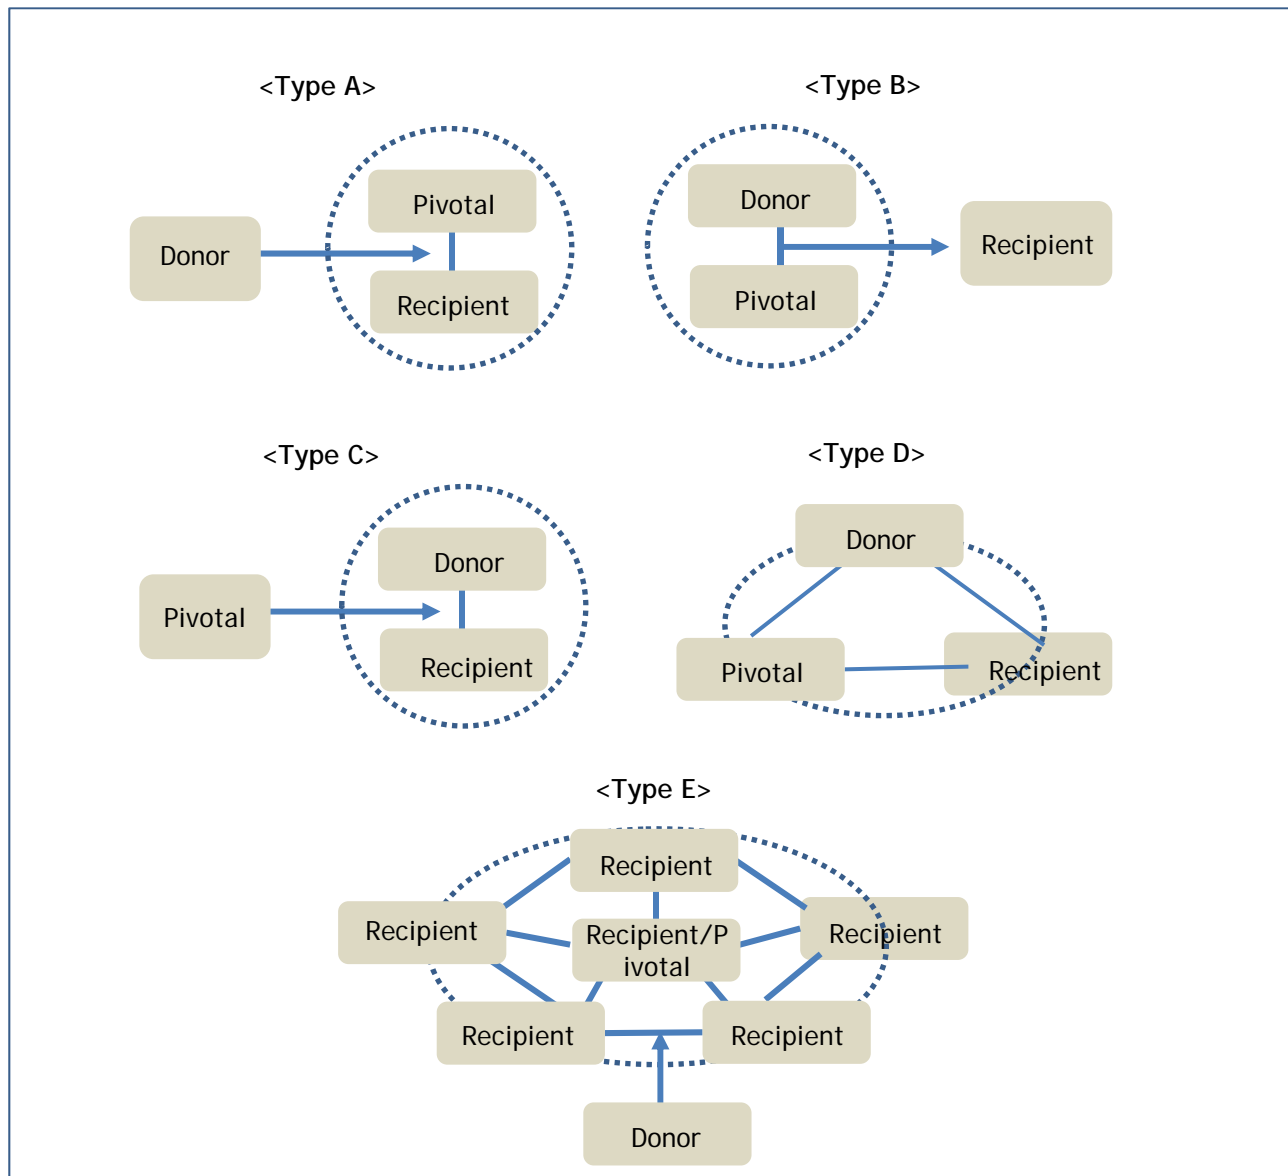 <Type A>
Donor
Pivotal
Recipient
<Type B>
Donor
Pivotal
Recipient
<Type C>
Pivotal
Donor
Recipient
<Type D>
Donor
Pivotal
Recipient
<Type E>
Recipient
Recipient
Recipient/P
ivotal
Recipient
Recipient
Recipient
Donor